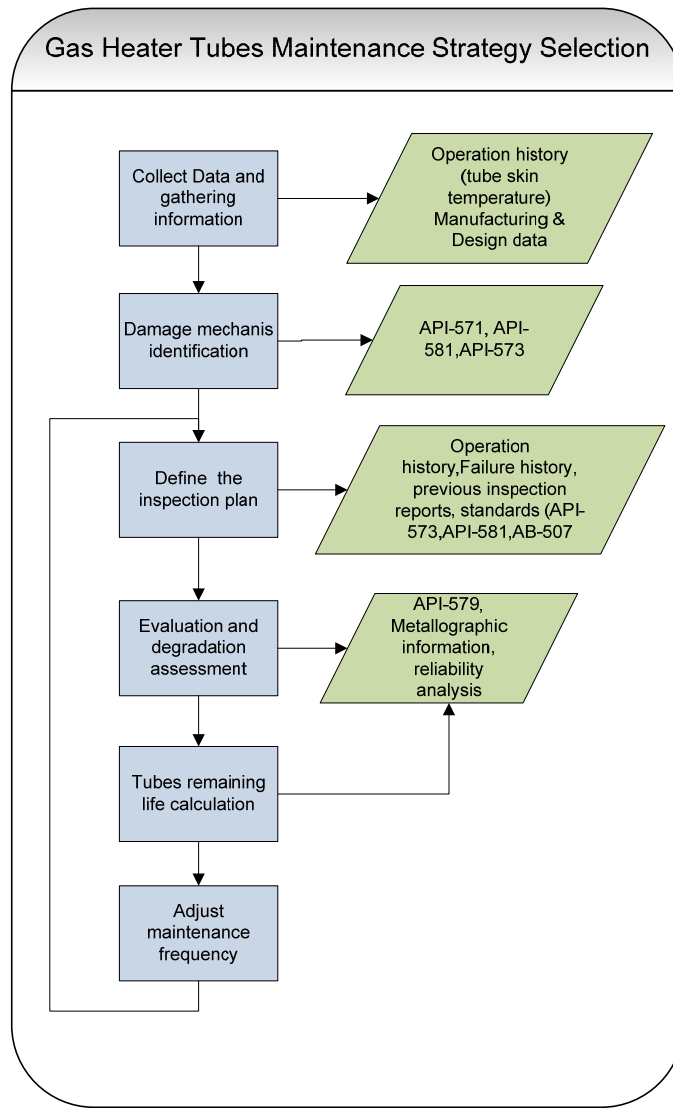 Gas Heater Tubes Maintenance Strategy Selection
Collect Data and
gathering
information
Operation history
(tube skin
temperature)
Manufacturing &
Design data
Damage mechanis
identification
API-571, API-
581,API-573
Define the
inspection plan
Operation
history,Failure history,
previous inspection
reports, standards (API-
573,API-581,AB-507
Evaluation and
degradation
assessment
API-579,
Metallographic
information,
reliability
analysis
Tubes remaining
life calculation
Adjust
maintenance
frequency